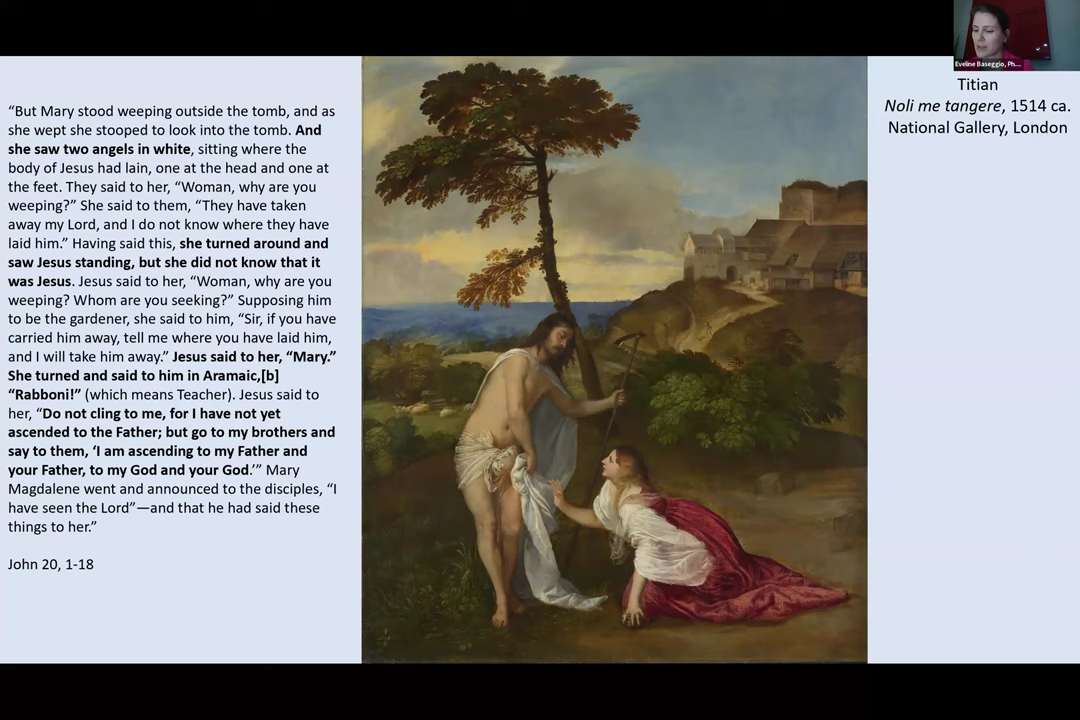 “But Mary stood weeping outside the tomb, and as
she wept she stooped to look into the tomb. And
she saw two angels in white, sitting where the
body of Jesus had lain, one at the head and one at
the feet. They said to her, “Woman, why are you
weeping?” She said to them, “They have taken
away my Lord, and I do not know where they have
laid him.” Having said this, she turned around and
saw Jesus standing, but she did not know that it
was Jesus. Jesus said to her, “Woman, why are you
weeping? Whom are you seeking?” Supposing him
to be the gardener, she said to him, “Sir, if you have
carried him away, tell me where you have laid him,
and I will take him away.” Jesus said to her, “Mary.”
She turned and said to him in Aramaic,[b]
“Rabboni!” (which means Teacher). Jesus said to
her, “Do not cling to me, for I have not yet
ascended to the Father; but go to my brothers and
say to them, ‘I am ascending to my Father and
your Father, to my God and your God.’” Mary
Magdalene went and announced to the disciples, “I
have seen the Lord”—and that he had said these
things to her.”
John 20, 1-18
Eveline Baseggio, Ph....
Titian
Noli me tangere, 1514 ca.
National Gallery, London